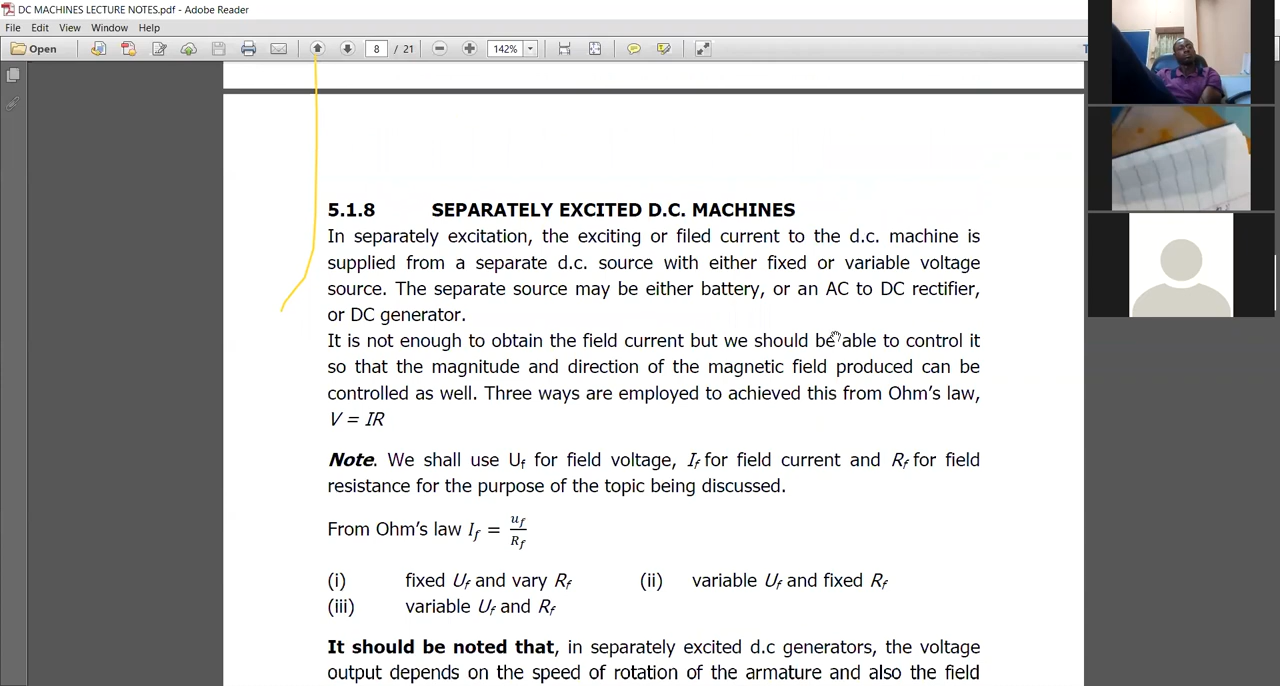 DC MACHINES LECTURE NOTES.pdf - Adobe Reader
File Edit View Window Help
Open 8 / 21 142%
5.1.8 SEPARATELY EXCITED D.C. MACHINES
In separately excitation, the exciting or filed current to the d.c. machine is
supplied from a separate d.c. source with either fixed or variable voltage
source. The separate source may be either battery, or an AC to DC rectifier,
or DC generator.
It is not enough to obtain the field current but we should be able to control it
so that the magnitude and direction of the magnetic field produced can be
controlled as well. Three ways are employed to achieved this from Ohm's law,
V = IR
Note. We shall use Uf for field voltage, If for field current and Rf for field
resistance for the purpose of the topic being discussed.
From Ohm's law If = uf/Rf
(i) fixed Uf and vary Rf (ii) variable Uf and fixed Rf
(iii) variable Uf and Rf
It should be noted that, in separately excited d.c generators, the voltage
output depends on the speed of rotation of the armature and also the field